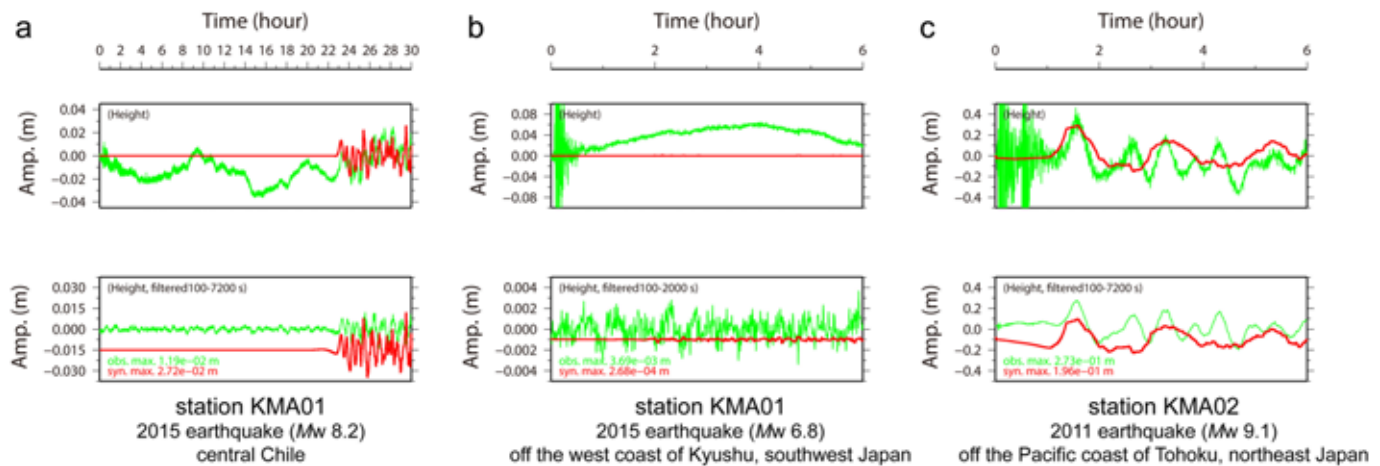 a
Time (hour)
0 2 4 6 8 10 12 14 16 18 20 22 24 26 28 30
Amp. (m)
0.04
0.02
0.00
−0.02
−0.04
(Height)
Amp. (m)
0.030
0.015
0.000
−0.015
−0.030
(Height, filtered100-7200 s)
obs. max. 1.19e−02 m
syn. max. 2.72e−02 m
station KMA01
2015 earthquake (Mw 8.2)
central Chile
b
Time (hour)
0 2 4 6
Amp. (m)
0.08
0.04
0.00
−0.04
−0.08
(Height)
Amp. (m)
0.004
0.002
0.000
−0.002
−0.004
(Height, filtered100-2000 s)
obs. max. 3.69e−03 m
syn. max. 2.68e−04 m
station KMA01
2015 earthquake (Mw 6.8)
off the west coast of Kyushu, southwest Japan
c
Time (hour)
0 2 4 6
Amp. (m)
0.4
0.2
0.0
−0.2
−0.4
(Height)
Amp. (m)
0.4
0.2
0.0
−0.2
−0.4
(Height, filtered100-7200 s)
obs. max. 2.73e−01 m
syn. max. 1.96e−01 m
station KMA02
2011 earthquake (Mw 9.1)
off the Pacific coast of Tohoku, northeast Japan